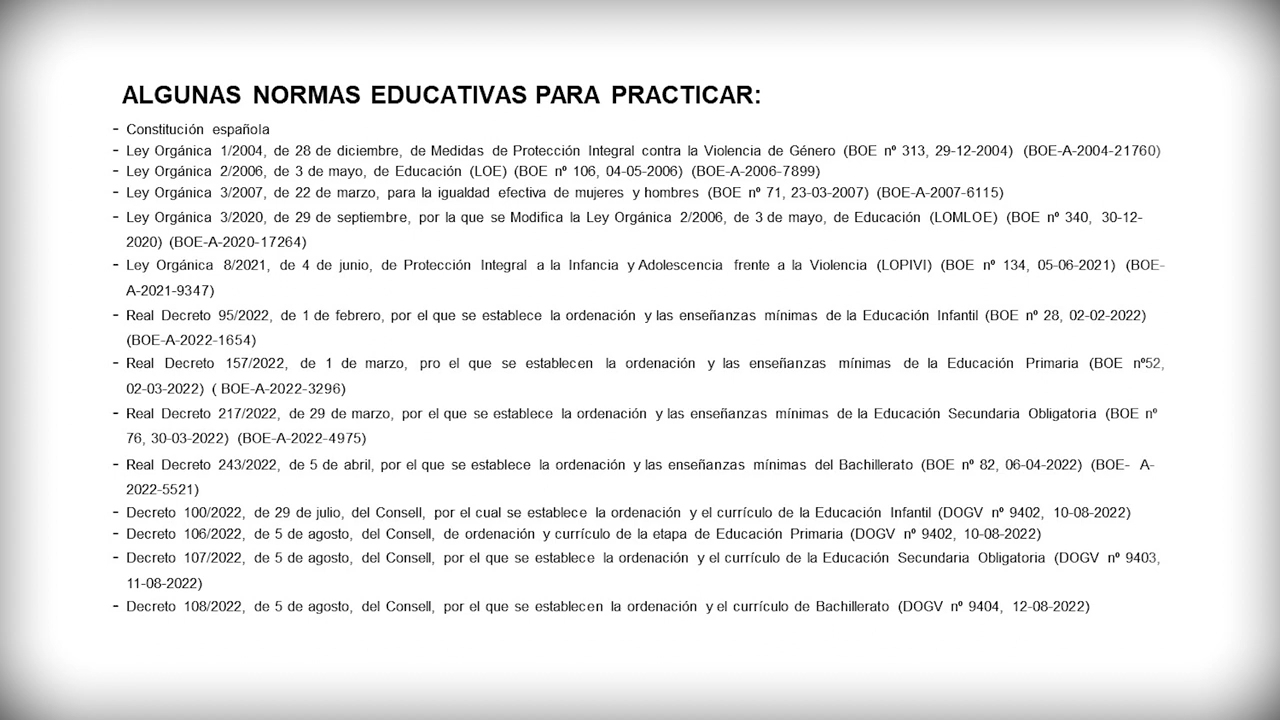 ALGUNAS NORMAS EDUCATIVAS PARA PRACTICAR:
- Constitución española
- Ley Orgánica 1/2004, de 28 de diciembre, de Medidas de Protección Integral contra la Violencia de Género (BOE nº 313, 29-12-2004) (BOE-A-2004-21760)
- Ley Orgánica 2/2006, de 3 de mayo, de Educación (LOE) (BOE nº 106, 04-05-2006) (BOE-A-2006-7899)
- Ley Orgánica 3/2007, de 22 de marzo, para la igualdad efectiva de mujeres y hombres (BOE nº 71, 23-03-2007) (BOE-A-2007-6115)
- Ley Orgánica 3/2020, de 29 de septiembre, por la que se Modifica la Ley Orgánica 2/2006, de 3 de mayo, de Educación (LOMLOE) (BOE nº 340, 30-12-
2020) (BOE-A-2020-17264)
- Ley Orgánica 8/2021, de 4 de junio, de Protección Integral a la Infancia y Adolescencia frente a la Violencia (LOPIVI) (BOE nº 134, 05-06-2021) (BOE-
A-2021-9347)
- Real Decreto 95/2022, de 1 de febrero, por el que se establece la ordenación y las enseñanzas mínimas de la Educación Infantil (BOE nº 28, 02-02-2022)
(BOE-A-2022-1654)
- Real Decreto 157/2022, de 1 de marzo, pro el que se establecen la ordenación y las enseñanzas mínimas de la Educación Primaria (BOE nº52,
02-03-2022) ( BOE-A-2022-3296)
- Real Decreto 217/2022, de 29 de marzo, por el que se establece la ordenación y las enseñanzas mínimas de la Educación Secundaria Obligatoria (BOE nº
76, 30-03-2022) (BOE-A-2022-4975)
- Real Decreto 243/2022, de 5 de abril, por el que se establece la ordenación y las enseñanzas mínimas del Bachillerato (BOE nº 82, 06-04-2022) (BOE- A-
2022-5521)
- Decreto 100/2022, de 29 de julio, del Consell, por el cual se establece la ordenación y el currículo de la Educación Infantil (DOGV nº 9402, 10-08-2022)
- Decreto 106/2022, de 5 de agosto, del Consell, de ordenación y currículo de la etapa de Educación Primaria (DOGV nº 9402, 10-08-2022)
- Decreto 107/2022, de 5 de agosto, del Consell, por el que se establece la ordenación y el currículo de la Educación Secundaria Obligatoria (DOGV nº 9403,
11-08-2022)
- Decreto 108/2022, de 5 de agosto, del Consell, por el que se establecen la ordenación y el currículo de Bachillerato (DOGV nº 9404, 12-08-2022)